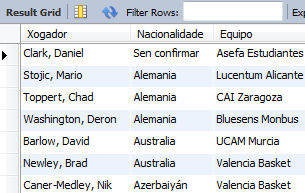 Result Grid Filter Rows: Exp
Xogador Nacionalidade Equipo
Clark, Daniel Sen confirmar Asefa Estudiantes
Stojic, Mario Alemania Lucentum Alicante
Toppert, Chad Alemania CAI Zaragoza
Washington, Deron Alemania Bluesens Monbus
Barlow, David Australia UCAM Murcia
Newley, Brad Australia Valencia Basket
Caner-Medley, Nik Azerbaiyán Valencia Basket